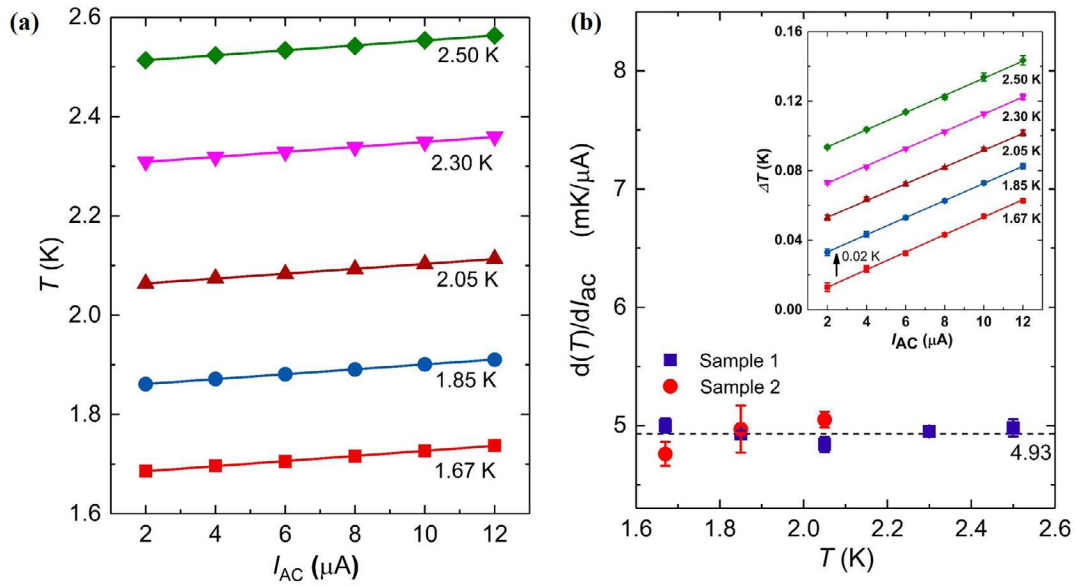 (a)
2.6
2.4
2.2
2.0
1.8
1.6
T (K)
2.50 K
2.30 K
2.05 K
1.85 K
1.67 K
2 4 6 8 10 12
I_AC (μA)
(b)
8
7
6
5
d(T)/dI_ac (mK/μA)
0.16
0.12
0.08
0.04
0.00
ΔT (K)
2.50 K
2.30 K
2.05 K
1.85 K
1.67 K
0.02 K
2 4 6 8 10 12
I_AC (μA)
Sample 1
Sample 2
4.93
1.6 1.8 2.0 2.2 2.4 2.6
T (K)